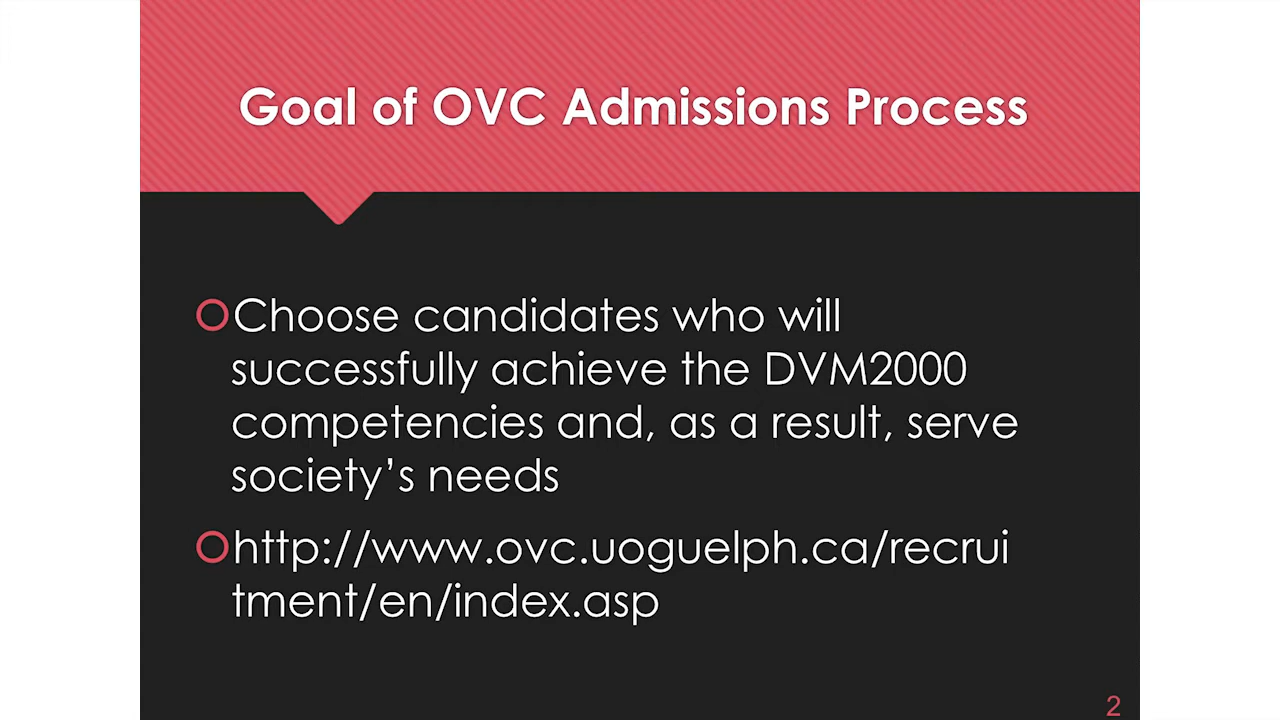 Goal of OVC Admissions Process
Choose candidates who will
successfully achieve the DVM2000
competencies and, as a result, serve
society’s needs
http://www.ovc.uoguelph.ca/recrui
tment/en/index.asp
2